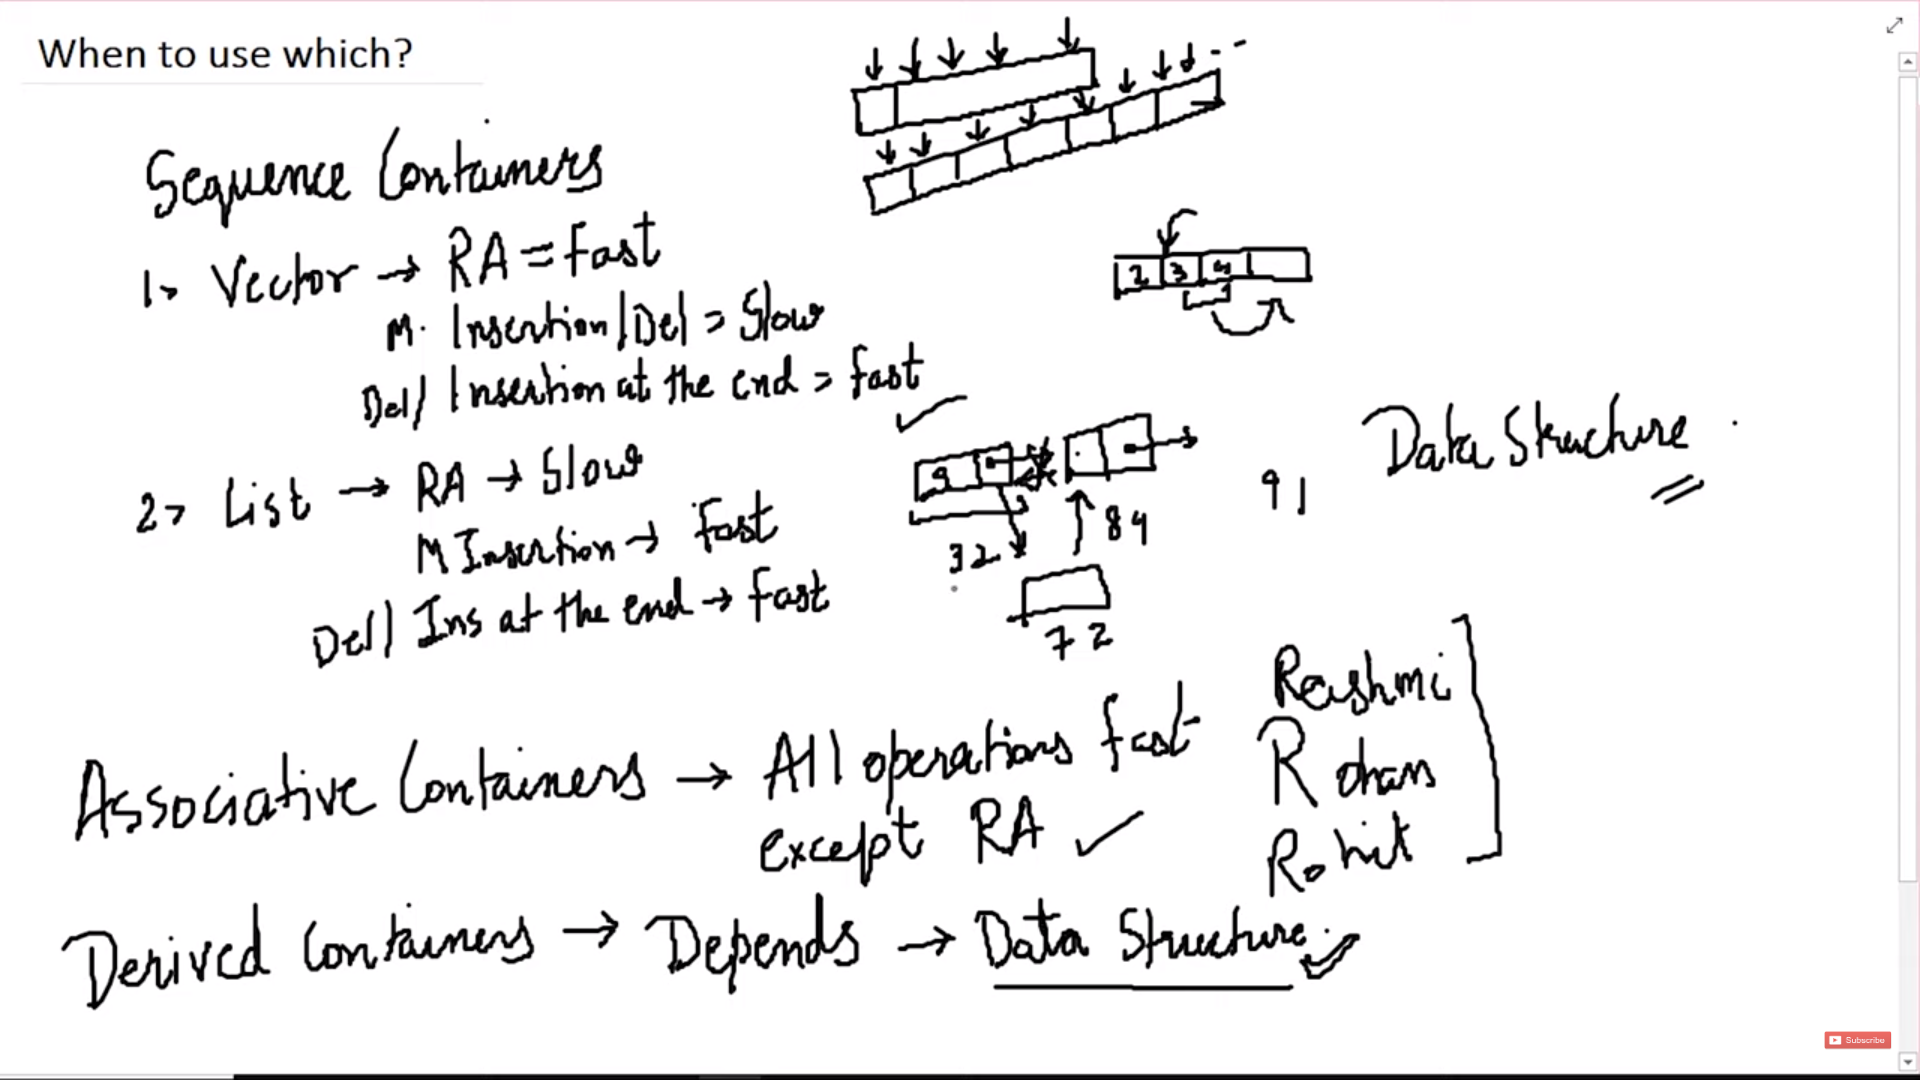 When to use which?
Sequence Containers
1> Vector → RA = Fast
M. Insertion/Del = Slow
Del/ Insertion at the end = fast
2> List → RA → Slow
M Insertion → Fast
Del/ Ins at the end → fast
Associative Containers → All operations fast
except RA ✓
Derived Containers → Depends → Data Structure.
2 3
9
32
84
72
91
Data Structure
Rashmi
Rohan
Rohit
Subscribe